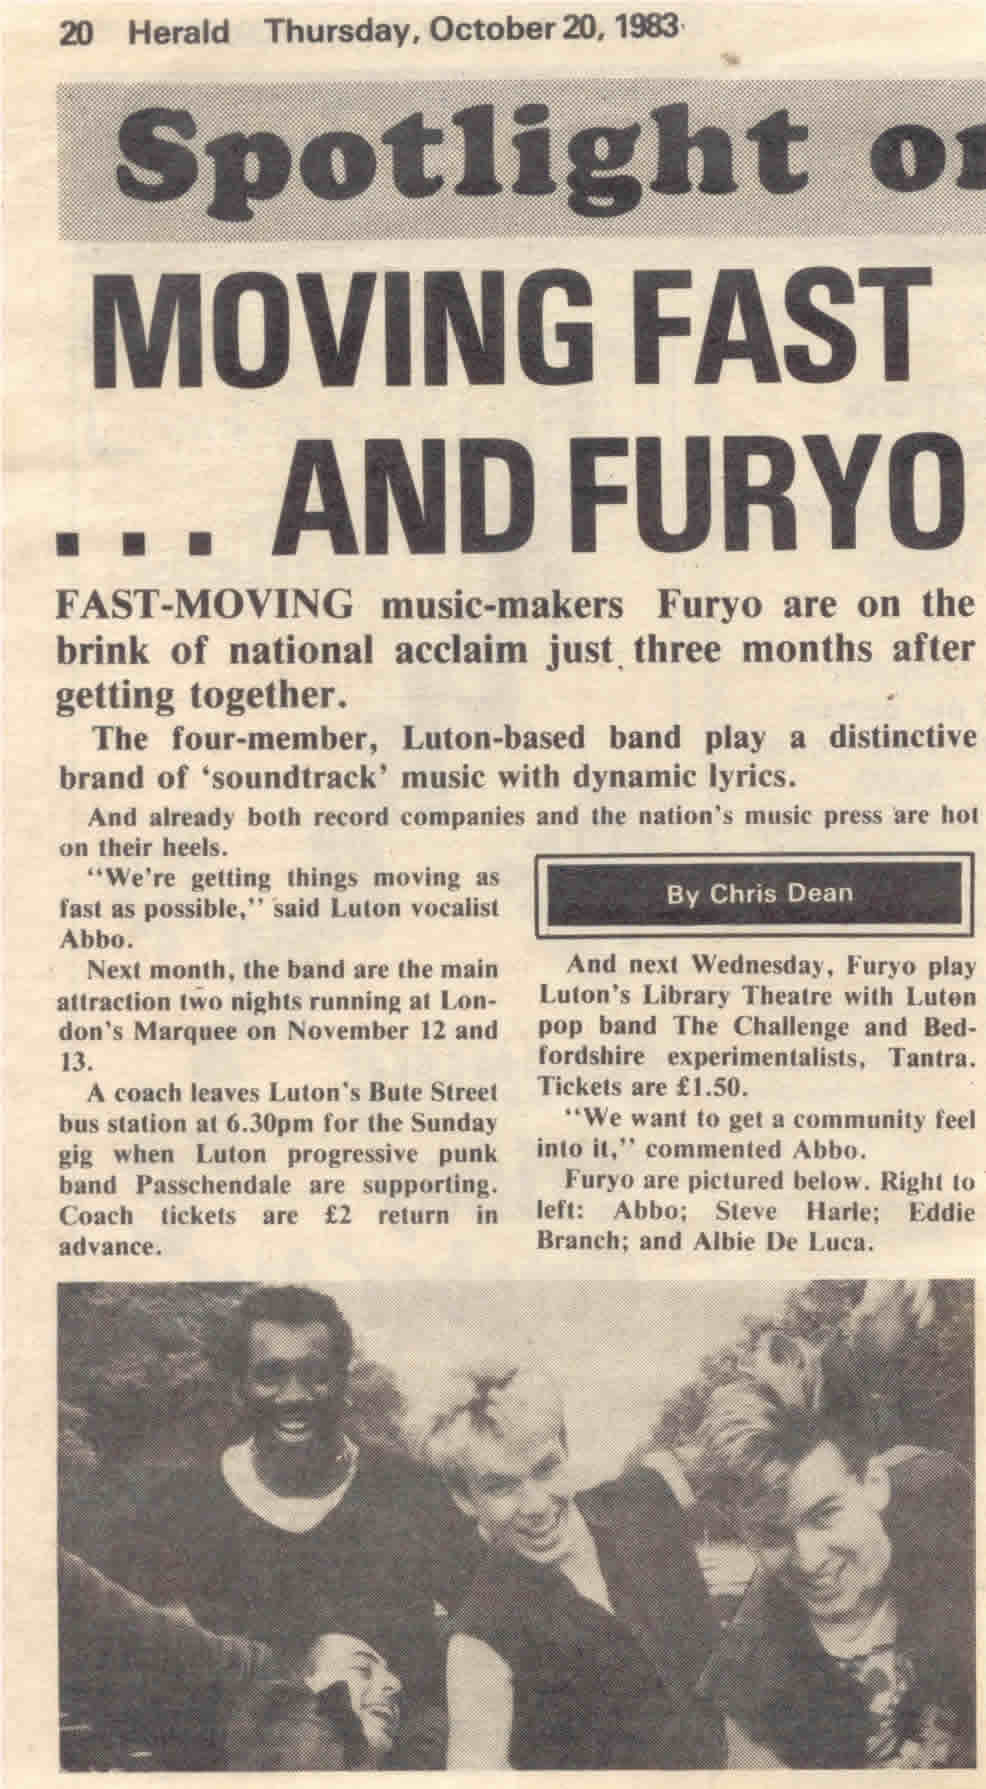 20 Herald Thursday, October 20, 1983
Spotlight
MOVING FAST
... AND FURYO
FAST-MOVING music-makers Furyo are on the
brink of national acclaim just three months after
getting together.
The four-member, Luton-based band play a distinctive
brand of ‘soundtrack’ music with dynamic lyrics.
And already both record companies and the nation’s music press are hot
on their heels.
“We’re getting things moving as
fast as possible,” said Luton vocalist
Abbo.
Next month, the band are the main
attraction two nights running at Lon-
don’s Marquee on November 12 and
13.
A coach leaves Luton’s Bute Street
bus station at 6.30pm for the Sunday
gig when Luton progressive punk
band Passchendale are supporting.
Coach tickets are £2 return in
advance.
By Chris Dean
And next Wednesday, Furyo play
Luton’s Library Theatre with Luton
pop band The Challenge and Bed-
fordshire experimentalists, Tantra.
Tickets are £1.50.
“We want to get a community feel
into it,” commented Abbo.
Furyo are pictured below. Right to
left: Abbo; Steve Harle; Eddie
Branch; and Albie De Luca.